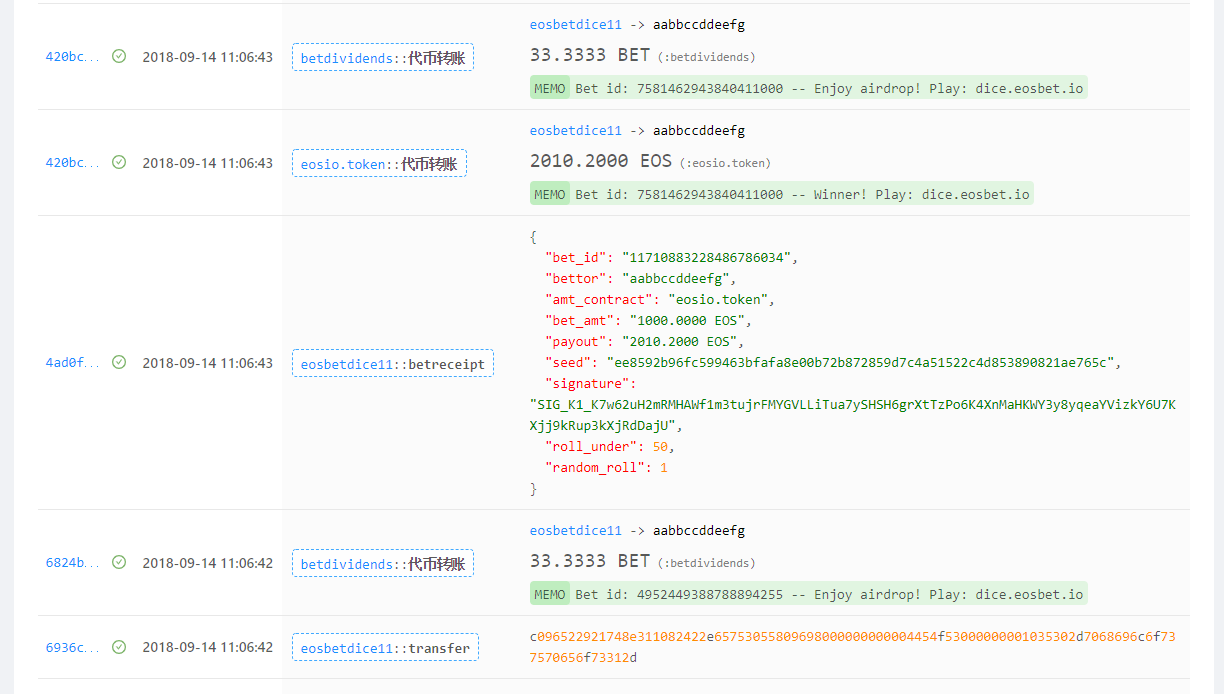 eosbetdice11 -> aabbccddeefg
420bc... 2018-09-14 11:06:43 betdividends::代币转账 33.3333 BET (:betdividends)
MEMO Bet id: 7581462943840411000 -- Enjoy airdrop! Play: dice.eosbet.io
eosbetdice11 -> aabbccddeefg
420bc... 2018-09-14 11:06:43 eosio.token::代币转账 2010.2000 EOS (:eosio.token)
MEMO Bet id: 7581462943840411000 -- Winner! Play: dice.eosbet.io
{
"bet_id": "11710883228486786034",
"bettor": "aabbccddeefg",
"amt_contract": "eosio.token",
"bet_amt": "1000.0000 EOS",
"payout": "2010.2000 EOS",
4ad0f... 2018-09-14 11:06:43 eosbetdice11::betreceipt "seed": "ee8592b96fc599463bfafa8e00b72b872859d7c4a51522c4d853890821ae765c",
"signature":
"SIG_K1_K7w62uH2mRMHAWf1m3tujrFMYGVLLiTua7ySHSH6grXtTzPo6K4XnMaHKWY3y8yqeaYVizkY6U7K
Xjj9kRup3kXjRdDajU",
"roll_under": 50,
"random_roll": 1
}
eosbetdice11 -> aabbccddeefg
6824b... 2018-09-14 11:06:42 betdividends::代币转账 33.3333 BET (:betdividends)
MEMO Bet id: 4952449388788894255 -- Enjoy airdrop! Play: dice.eosbet.io
6936c... 2018-09-14 11:06:42 eosbetdice11::transfer c096522921748e311082422e65753055809698000000000004454f53000000001035302d7068696c6f73
7570656f73312d